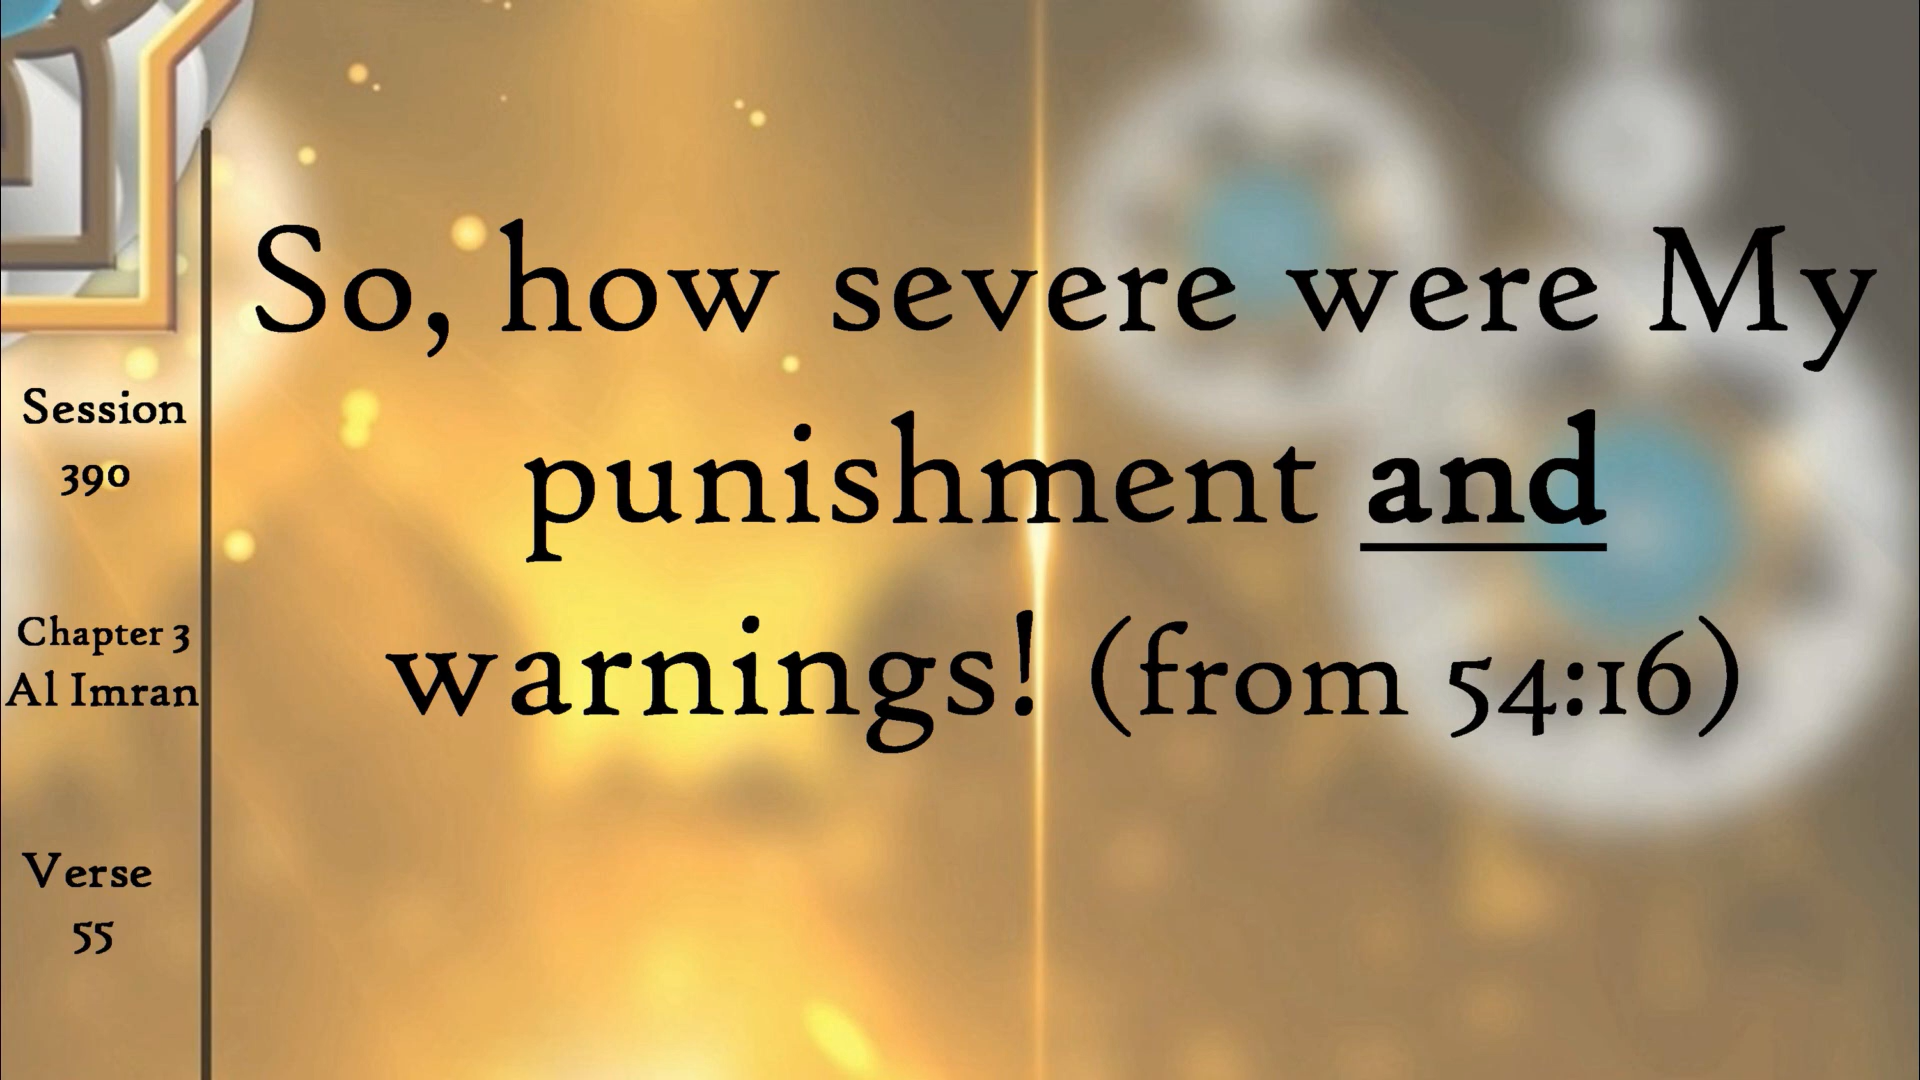 Session
390
Chapter 3
Al Imran
Verse
55
So, how severe were My
punishment and
warnings! (from 54:16)